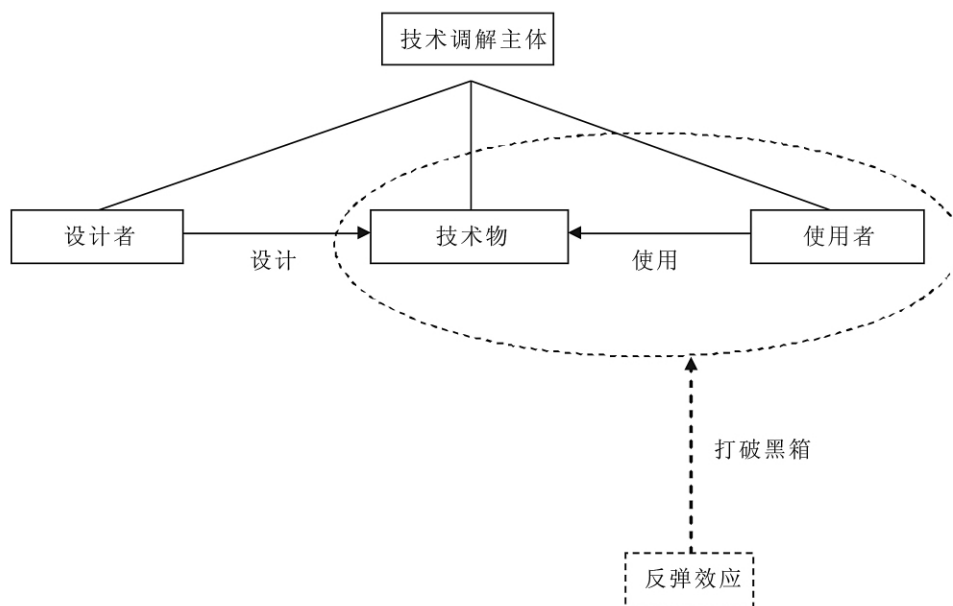 技术调解主体
设计者
技术物
使用者
设计
使用
打破黑箱
反弹效应